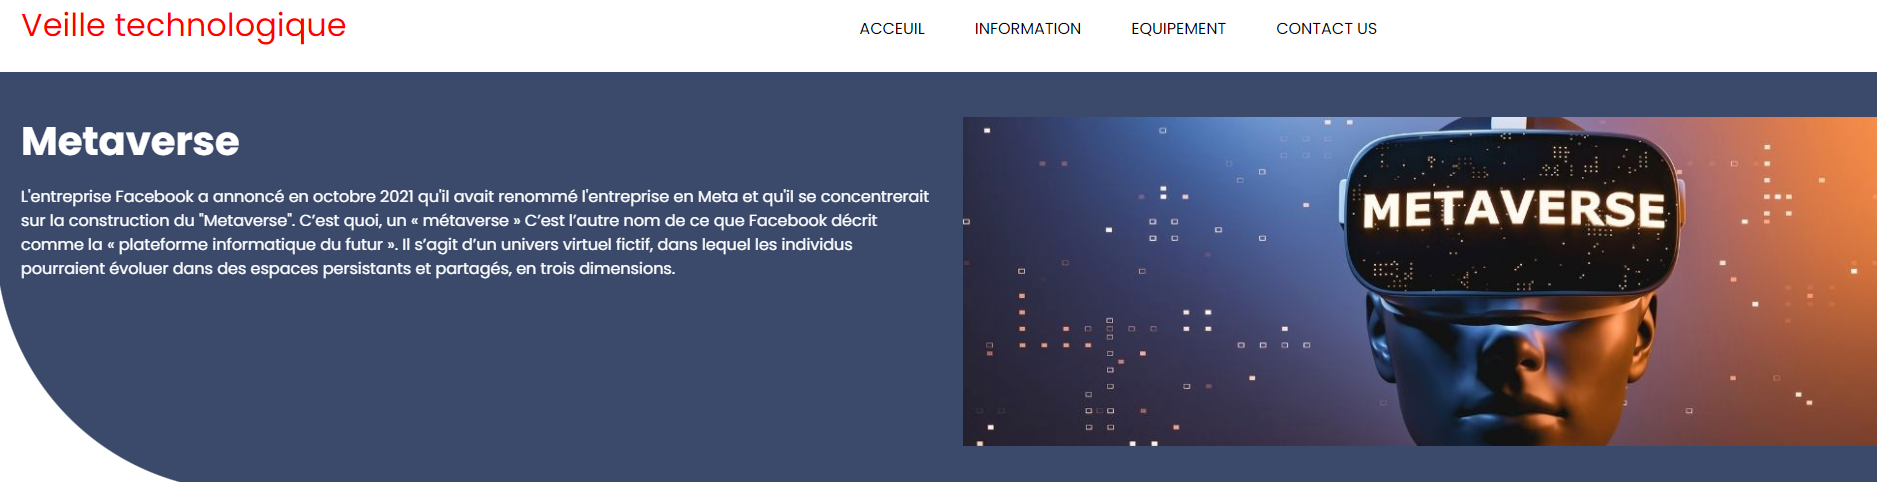 Veille technologique
ACCEUIL
INFORMATION
EQUIPEMENT
CONTACT US
Metaverse
L'entreprise Facebook a annoncé en octobre 2021 qu'il avait renommé l'entreprise en Meta et qu'il se concentrerait
sur la construction du "Metaverse". C’est quoi, un « métaverse » C’est l’autre nom de ce que Facebook décrit
comme la « plateforme informatique du futur ». Il s’agit d’un univers virtuel fictif, dans lequel les individus
pourraient évoluer dans des espaces persistants et partagés, en trois dimensions.
METAVERSE